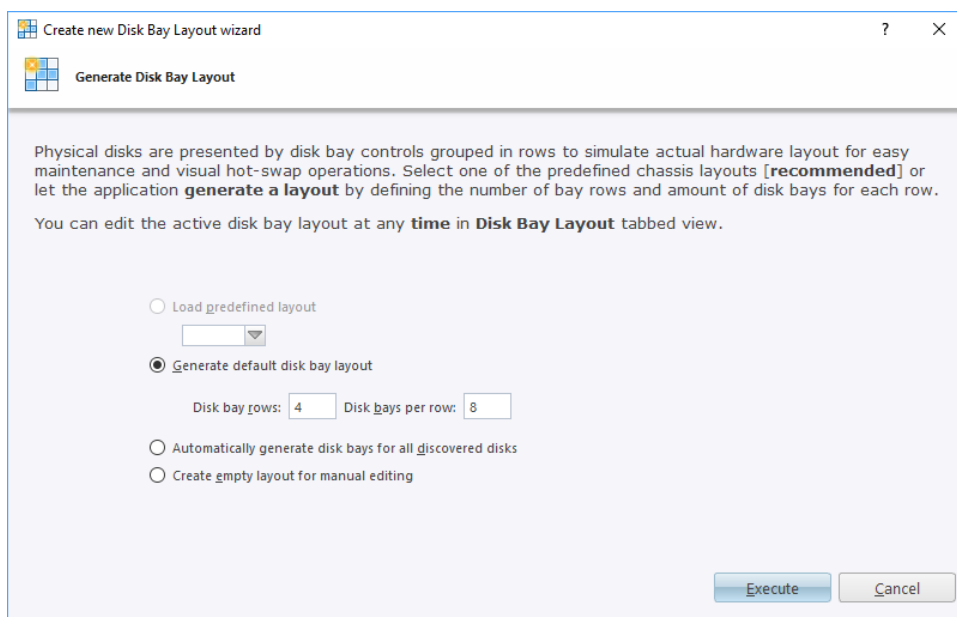 Create new Disk Bay Layout wizard ?
Generate Disk Bay Layout
Physical disks are presented by disk bay controls grouped in rows to simulate actual hardware layout for easy
maintenance and visual hot-swap operations. Select one of the predefined chassis layouts [recommended] or
let the application generate a layout by defining the number of bay rows and amount of disk bays for each row.
You can edit the active disk bay layout at any time in Disk Bay Layout tabbed view.
Load predefined layout
Generate default disk bay layout
Disk bay rows: 4 Disk bays per row: 8
Automatically generate disk bays for all discovered disks
Create empty layout for manual editing
Execute Cancel